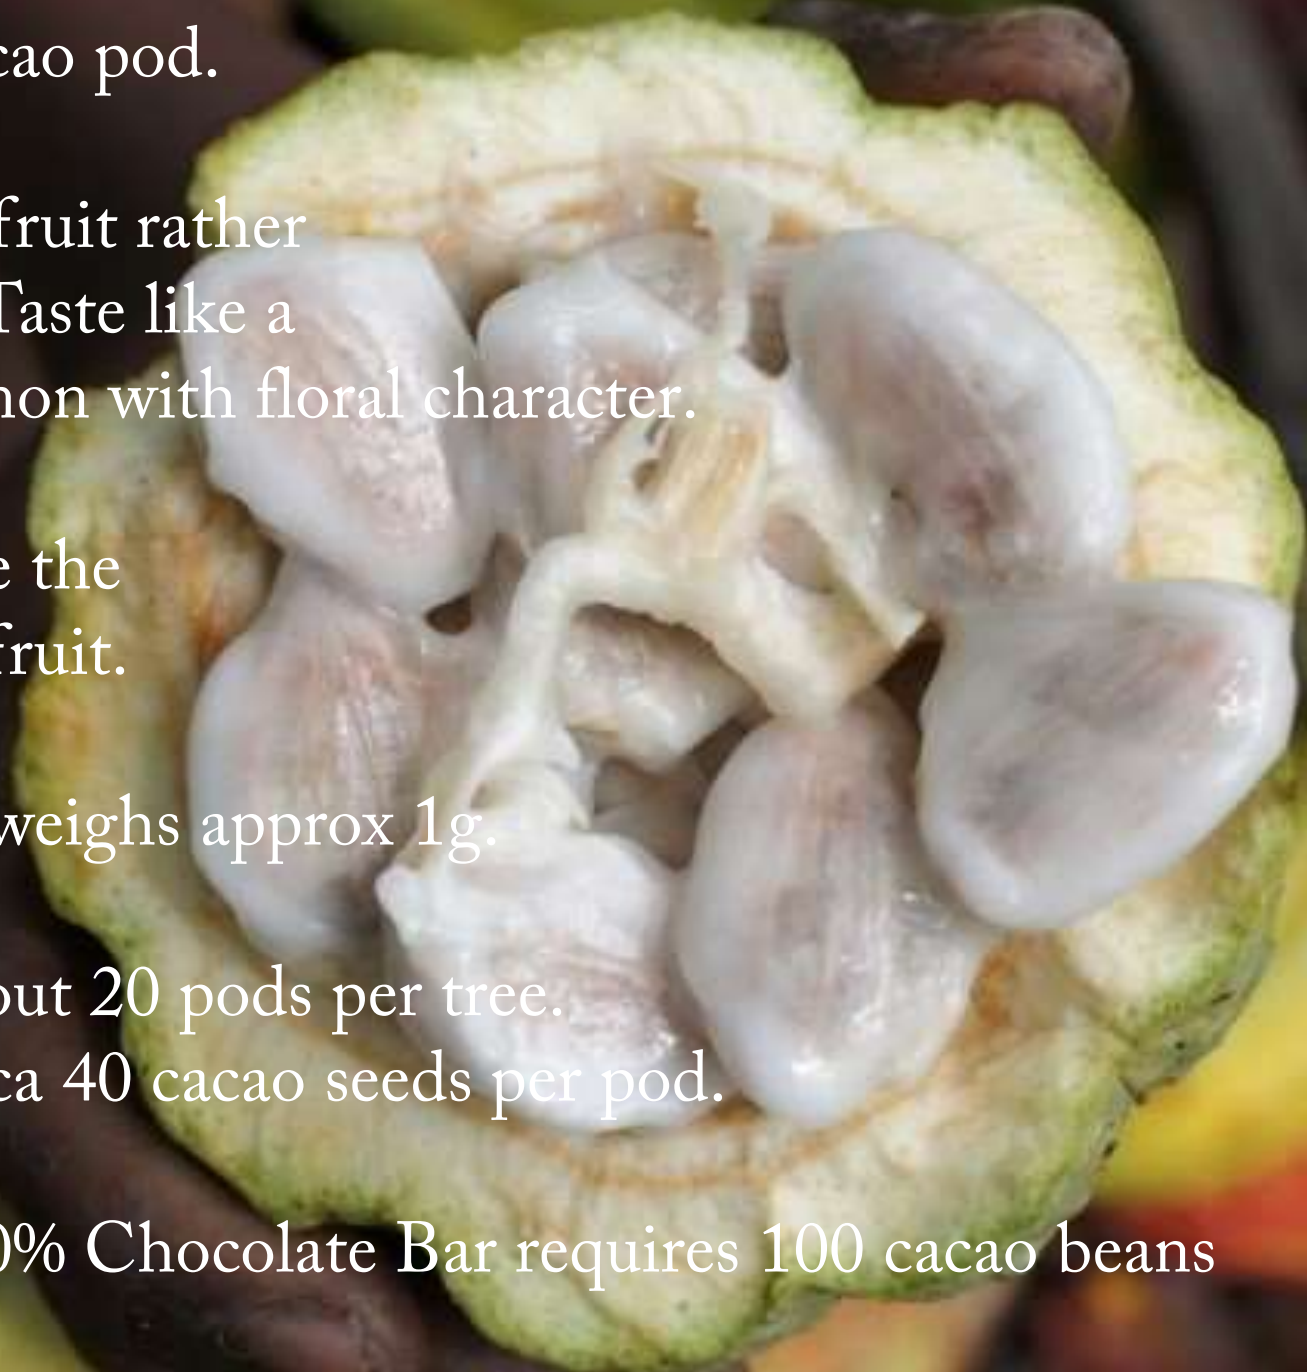 cao pod.
fruit rather
Taste like a
non with floral character.
e the
fruit.
weighs approx 1g.
out 20 pods per tree.
ca 40 cacao seeds per pod.
0% Chocolate Bar requires 100 cacao beans